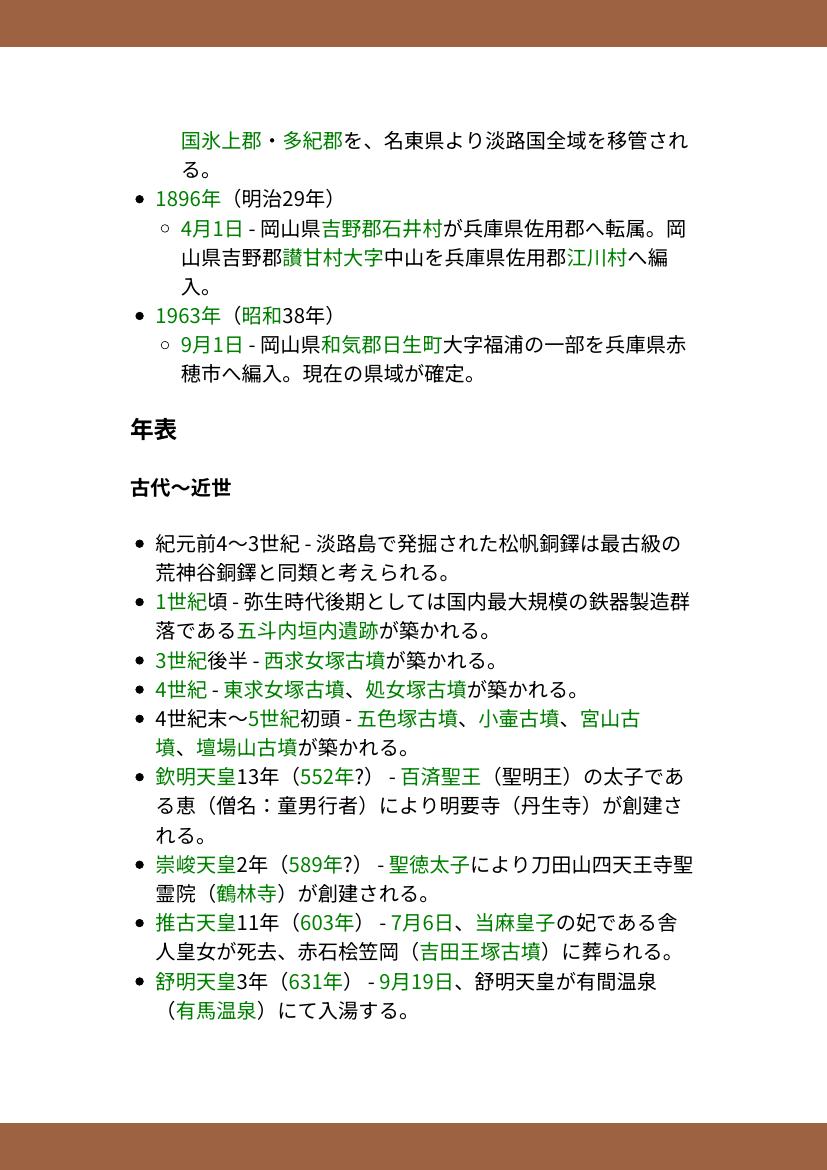 国氷上郡・多紀郡を、名東県より淡路国全域を移管され
る。
• 1896年（明治29年）
◦ 4月1日 - 岡山県吉野郡石井村が兵庫県佐用郡へ転属。岡
山県吉野郡讃甘村大字中山を兵庫県佐用郡江川村へ編
入。
• 1963年（昭和38年）
◦ 9月1日 - 岡山県和気郡日生町大字福浦の一部を兵庫県赤
穂市へ編入。現在の県域が確定。
年表
古代〜近世
• 紀元前4〜3世紀 - 淡路島で発掘された松帆銅鐸は最古級の
荒神谷銅鐸と同類と考えられる。
• 1世紀頃 - 弥生時代後期としては国内最大規模の鉄器製造群
落である五斗内垣内遺跡が築かれる。
• 3世紀後半 - 西求女塚古墳が築かれる。
• 4世紀 - 東求女塚古墳、処女塚古墳が築かれる。
• 4世紀末〜5世紀初頭 - 五色塚古墳、小壷古墳、宮山古
墳、壇場山古墳が築かれる。
• 欽明天皇13年（552年?） - 百済聖王（聖明王）の太子であ
る恵（僧名：童男行者）により明要寺（丹生寺）が創建さ
れる。
• 崇峻天皇2年（589年?） - 聖徳太子により刀田山四天王寺聖
霊院（鶴林寺）が創建される。
• 推古天皇11年（603年） - 7月6日、当麻皇子の妃である舎
人皇女が死去、赤石桧笠岡（吉田王塚古墳）に葬られる。
• 舒明天皇3年（631年） - 9月19日、舒明天皇が有間温泉
（有馬温泉）にて入湯する。